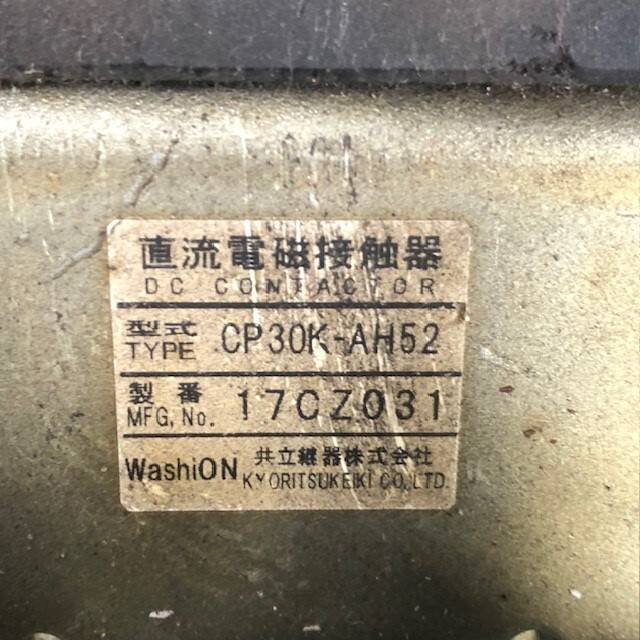 直流電磁接触器
DC CONTACTOR
型式 TYPE CP30K-AH52
製番 MFG, No. 17CZ031
WashiON 共立継器株式会社
KYORITSUKEIKI CO., LTD.